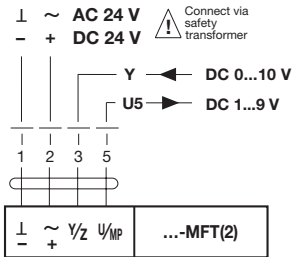 ⊥ ~ AC 24 V
– + DC 24 V
! Connect via
safety
transformer
Y DC 0...10 V
U5 DC 1...9 V
1 2 3 5
⊥ ~ Y/Z U/MP ...-MFT(2)
– +